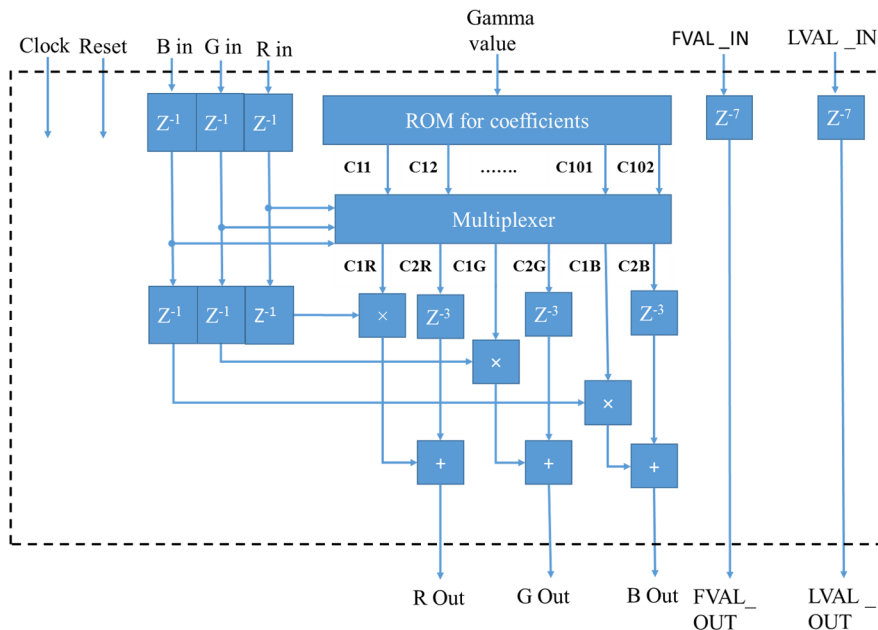 Clock Reset B in G in R in Gamma value FVAL _IN LVAL _IN
Z-1 Z-1 Z-1 ROM for coefficients Z-7 Z-7
C11 C12 ....... C101 C102
Multiplexer
C1R C2R C1G C2G C1B C2B
Z-1 Z-1 Z-1 × Z-3 Z-3 Z-3
×
×
+ + +
R Out G Out B Out FVAL_ OUT LVAL _ OUT